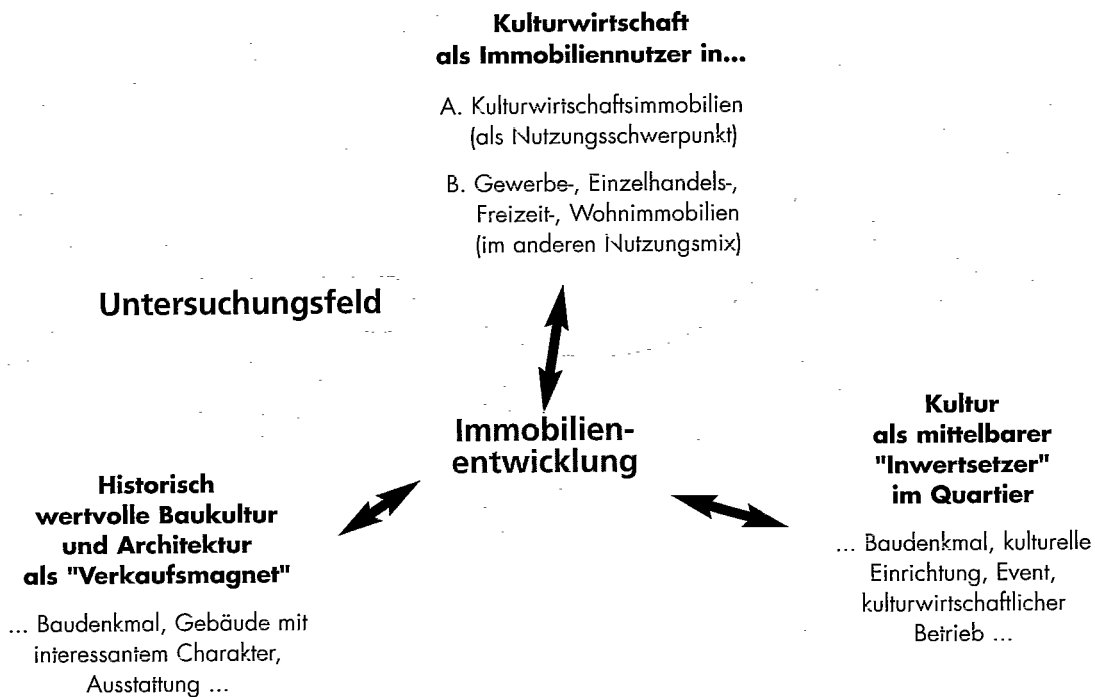 Kulturwirtschaft
als Immobiliennutzer in...
A. Kulturwirtschaftsimmobilien
(als Nutzungsschwerpunkt)
B. Gewerbe-, Einzelhandels-,
Freizeit-, Wohnimmobilien
(im anderen Nutzungsmix)
Untersuchungsfeld
Immobilien-
entwicklung
Historisch
wertvolle Baukultur
und Architektur
als "Verkaufsmagnet"
... Baudenkmal, Gebäude mit
interessantem Charakter,
Ausstattung ...
Kultur
als mittelbarer
"Inwertsetzer"
im Quartier
... Baudenkmal, kulturelle
Einrichtung, Event,
kulturwirtschaftlicher
Betrieb ...